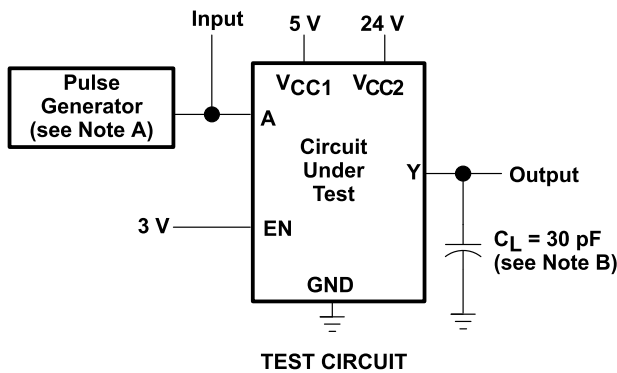 Input
5 V
24 V
Pulse
Generator
(see Note A)
VCC1
VCC2
A
Circuit
Under
Test
Y
Output
3 V
EN
CL = 30 pF
(see Note B)
GND
TEST CIRCUIT